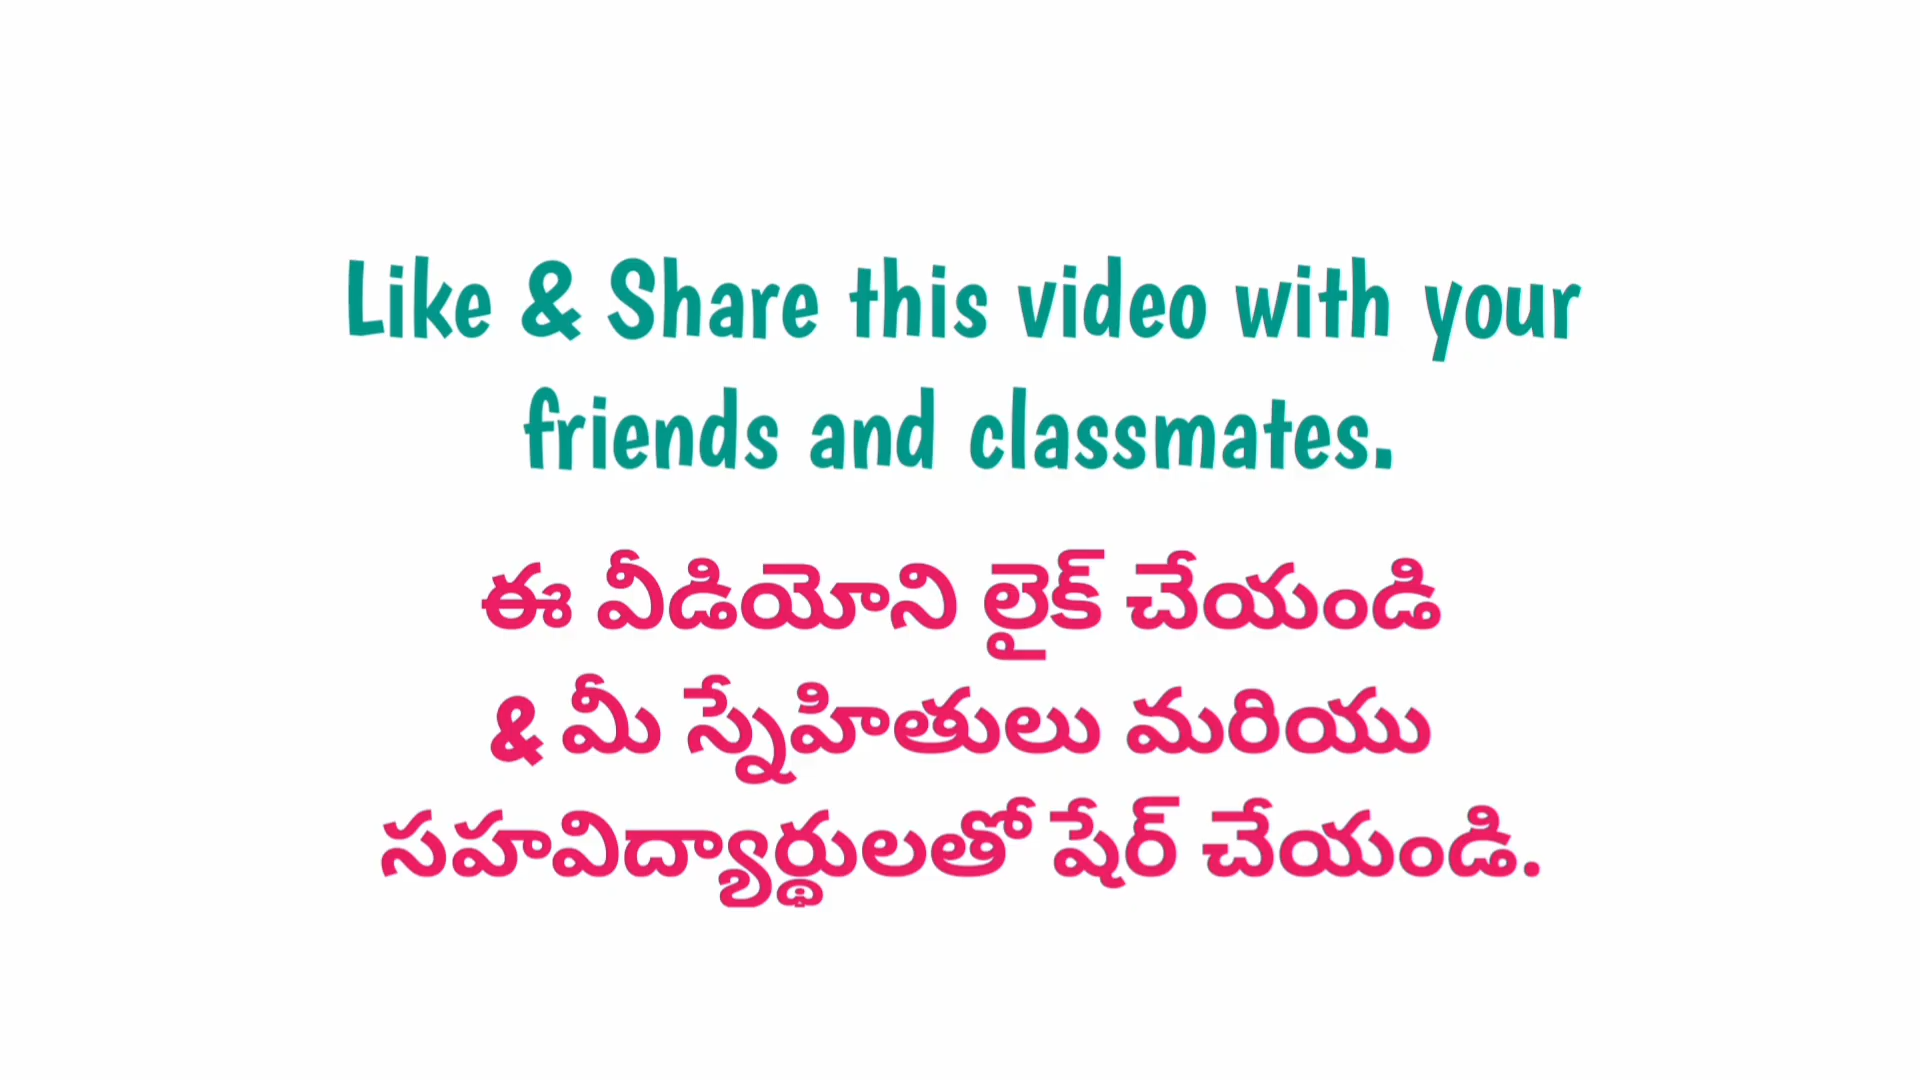 Like & Share this video with your
friends and classmates.
ఈ వీడియోని లైక్ చేయండి
& మీ స్నేహితులు మరియు
సహవిద్యార్థులతో షేర్ చేయండి.